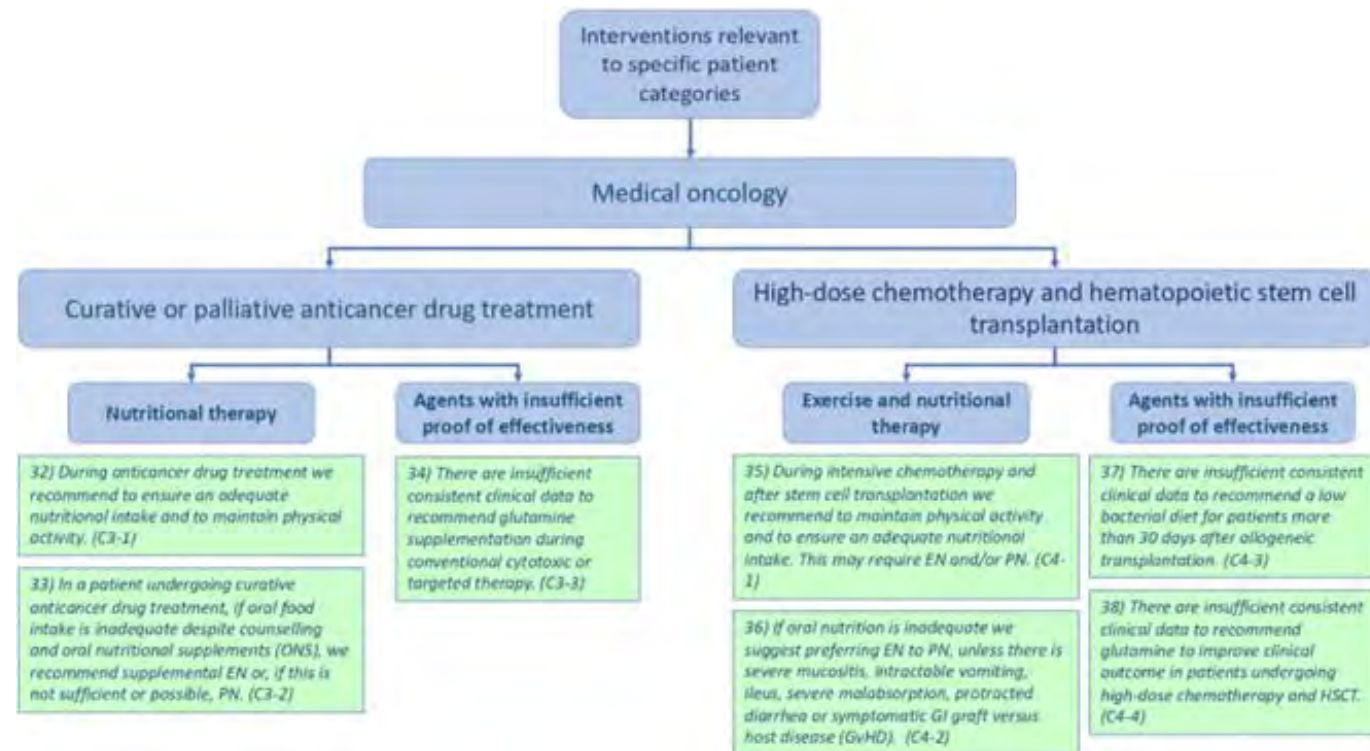 Interventions relevant
to specific patient
categories
Medical oncology
Curative or palliative anticancer drug treatment
High-dose chemotherapy and hematopoietic stem cell
transplantation
Nutritional therapy
Agents with insufficient
proof of effectiveness
Exercise and nutritional
therapy
Agents with insufficient
proof of effectiveness
32) During anticancer drug treatment we
recommend to ensure an adequate
nutritional intake and to maintain physical
activity. (C3-1)
33) In a patient undergoing curative
anticancer drug treatment, if oral food
intake is inadequate despite counselling
and oral nutritional supplements (ONS), we
recommend supplemental EN or, if this is
not sufficient or possible, PN. (C3-2)
34) There are insufficient
consistent clinical data to
recommend glutamine
supplementation during
conventional cytotoxic or
targeted therapy. (C3-3)
35) During intensive chemotherapy and
after stem cell transplantation we
recommend to maintain physical activity
and to ensure an adequate nutritional
intake. This may require EN and/or PN. (C4-
1)
36) If oral nutrition is inadequate we
suggest preferring EN to PN, unless there is
severe mucositis, intractable vomiting,
ileus, severe malabsorption, protracted
diarrhea or symptomatic GI graft versus
host disease (GvHD). (C4-2)
37) There are insufficient consistent
clinical data to recommend a low
bacterial diet for patients more
than 30 days after allogeneic
transplantation. (C4-3)
38) There are insufficient consistent
clinical data to recommend
glutamine to improve clinical
outcome in patients undergoing
high-dose chemotherapy and HSCT.
(C4-4)